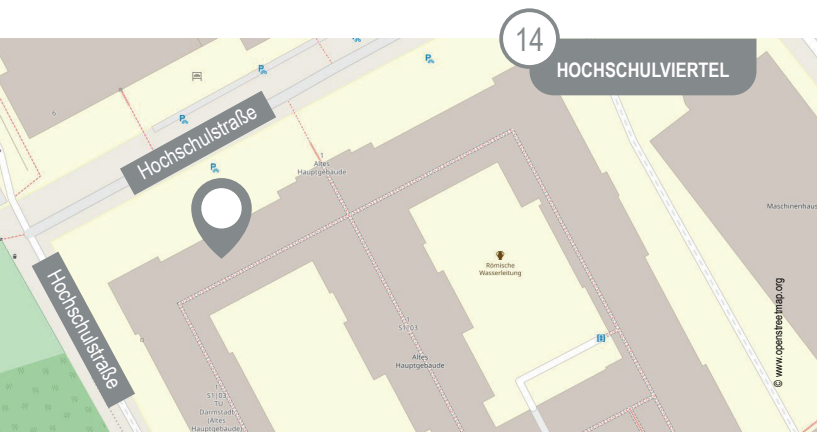 14
HOCHSCHULVIERTEL
Hochschulstraße
1
Altes
Hauptgebäude
Maschinenhaus
Römische
Wasserleitung
Hochschulstraße
© www.openstreetmap.org
1
S1|03
Altes
Hauptgebäude
1
S1|03
TU
Darmstadt
(Altes
Hauptgebäude)